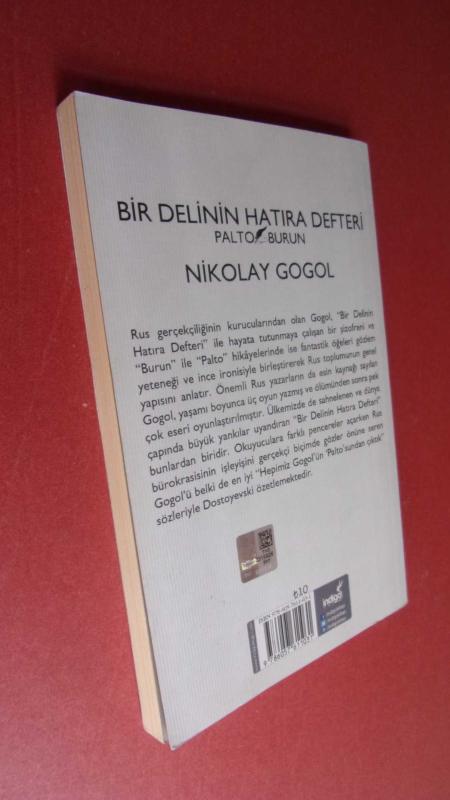 BİR DELİNİN HATIRA DEFTERİ
PALTO BURUN
NİKOLAY GOGOL
Rus gerçekçiliğinin kurucularından olan Gogol, "Bir Delinin
Hatıra Defteri" ile hayata tutunmaya çalışan bir şizofreni ve
"Burun" ile "Palto" hikâyelerinde ise fantastik öğeleri gözlem
yeteneği ve ince ironisiyle birleştirerek Rus toplumunun genel
yapısını anlatır. Önemli Rus yazarların da esin kaynağı sayılan
Gogol, yaşamı boyunca üç oyun yazmış ve ölümünden sonra pek
çok eseri oyunlaştırılmıştır. Ülkemizde de sahnelenen ve dünya
çapında büyük yankılar uyandıran "Bir Delinin Hatıra Defteri"
bunlardan biridir. Okuyuculara farklı pencereler açarken Rus
bürokrasisinin işleyişini gerçekçi biçimde gözler önüne seren
Gogol'ü belki de en iyi "Hepimiz Gogol'ün 'Palto'sundan çıktık"
sözleriyle Dostoyevski özetlemektedir.
₺10
indigo